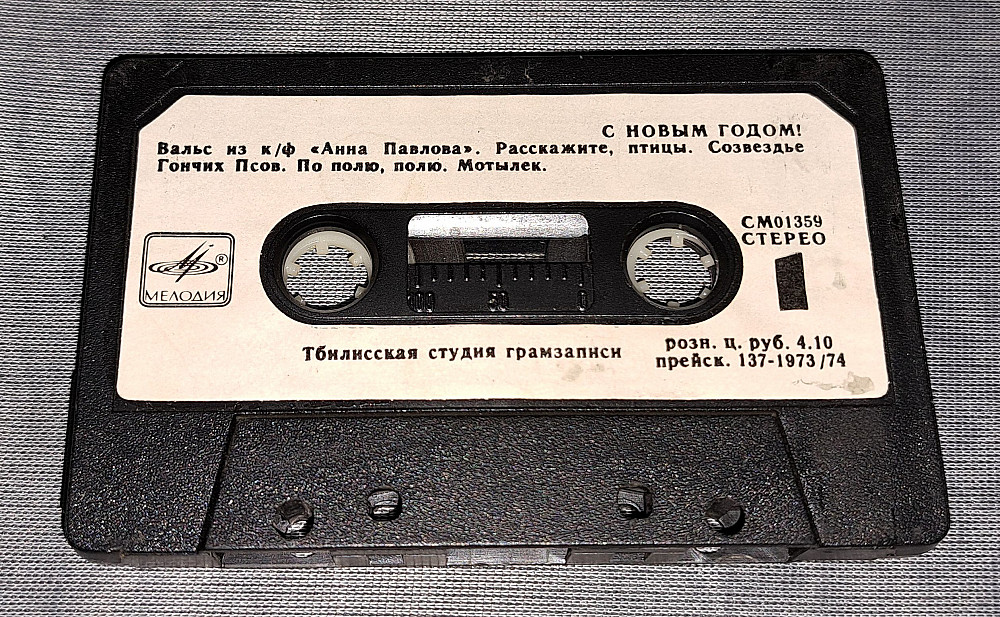 С НОВЫМ ГОДОМ!
Вальс из к/ф «Анна Павлова». Расскажите, птицы. Созвездье
Гончих Псов. По полю, полю. Мотылек.
СМ01359
СТЕРЕО
®
МЕЛОДИЯ
100 50 0
Тбилисская студия грамзаписи
розн. ц. руб. 4.10
прейск. 137-1973/74